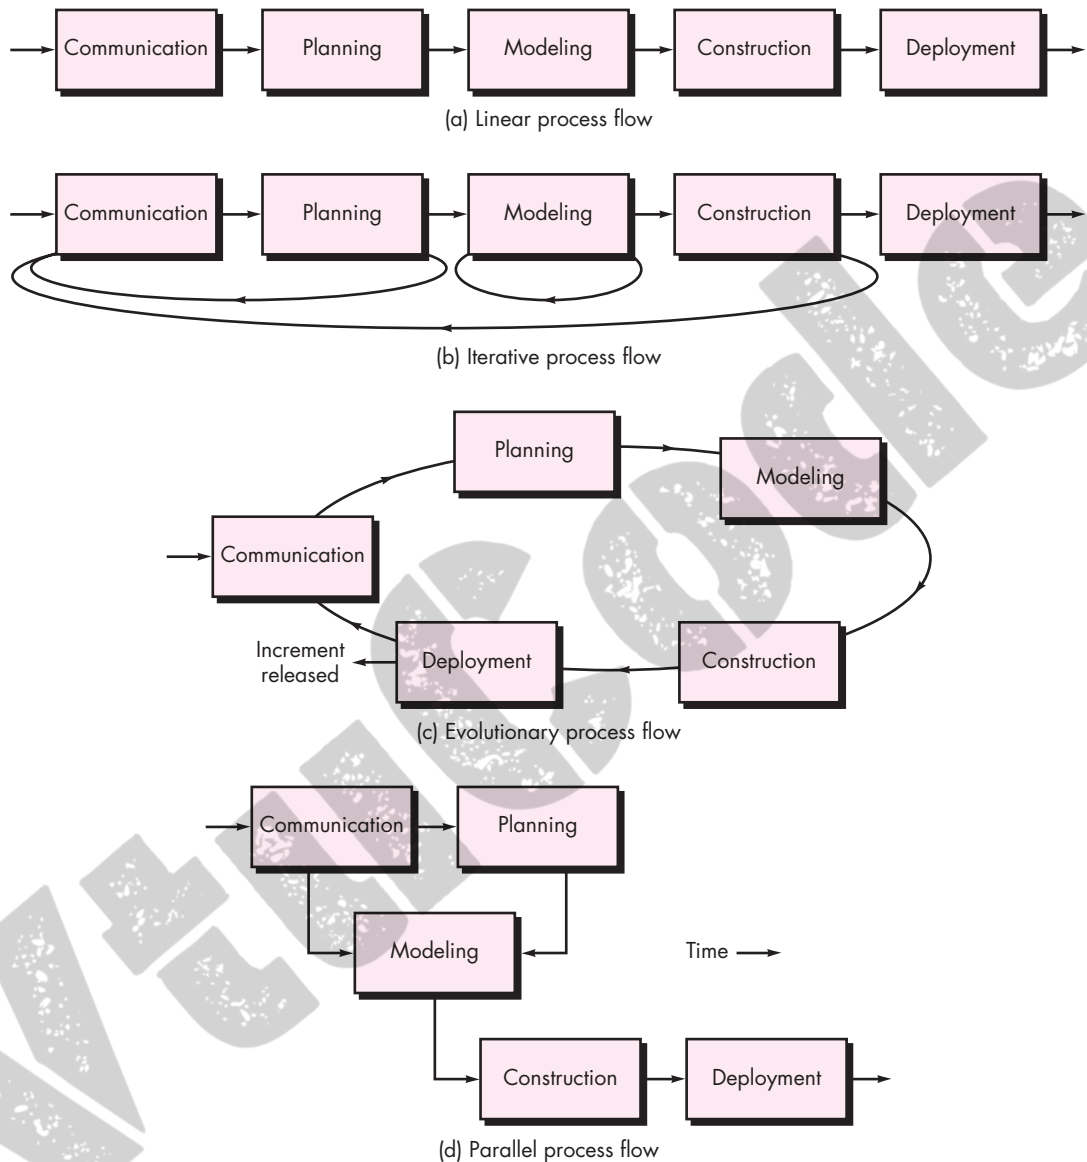 Communication Planning Modeling Construction Deployment
(a) Linear process flow
Communication Planning Modeling Construction Deployment
(b) Iterative process flow
Planning
Modeling
Communication
Increment
released
Deployment
Construction
(c) Evolutionary process flow
Communication Planning
Modeling
Time
Construction Deployment
(d) Parallel process flow
vtucode